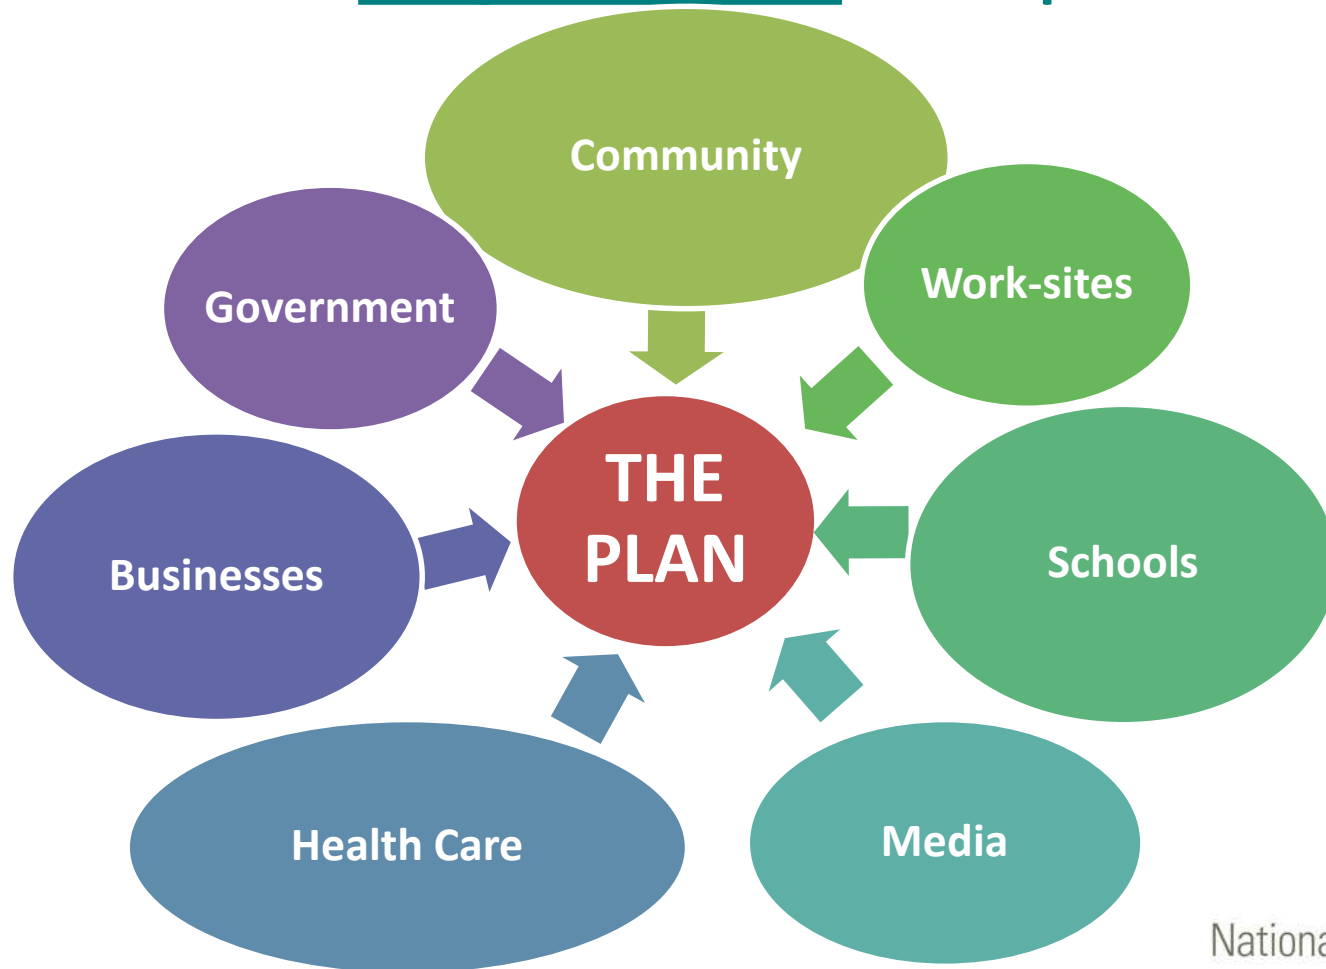 Community
Government
Work-sites
THE
PLAN
Businesses
Schools
Health Care
Media